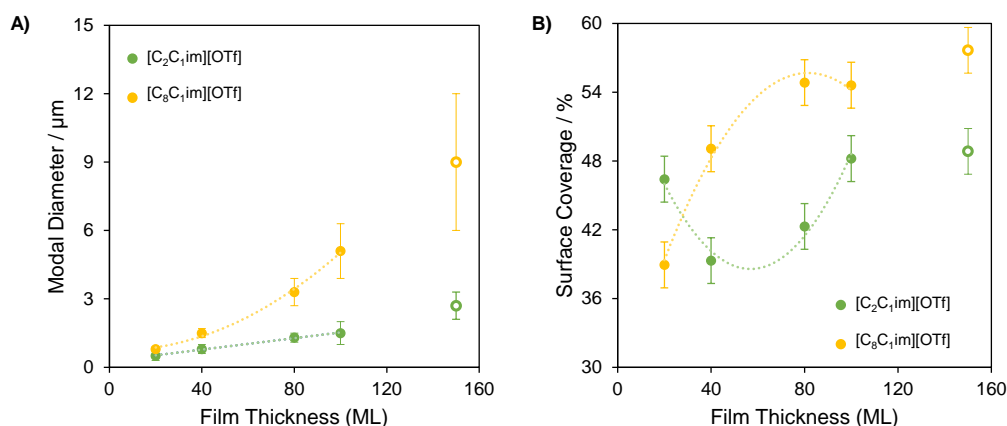 A)
Modal Diameter / µm
15
12
9
6
3
0
[C₂C₁im][OTf]
[C₈C₁im][OTf]
0 40 80 120 160
Film Thickness (ML)
B)
Surface Coverage / %
60
54
48
42
36
30
[C₂C₁im][OTf]
[C₈C₁im][OTf]
0 40 80 120 160
Film Thickness (ML)